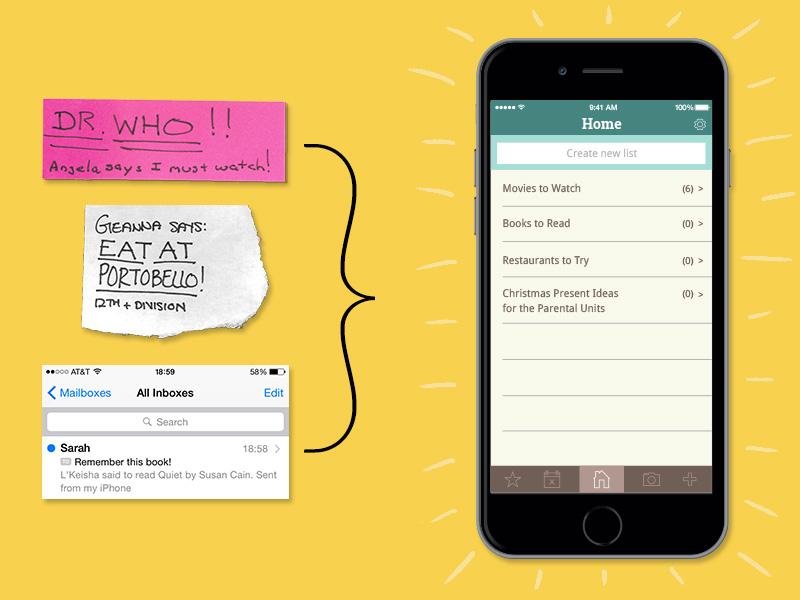 DR. WHO!!
Angela says I must watch!
GIEANNA SAYS:
EAT AT
PORTOBELLO!
12TH + DIVISION
AT&T 18:59 58%
Mailboxes All Inboxes Edit
Search
Sarah 18:58
TO Remember this book!
L'Keisha said to read Quiet by Susan Cain. Sent
from my iPhone
9:41 AM 100%
Home
Create new list
Movies to Watch (6) >
Books to Read (0) >
Restaurants to Try (0) >
Christmas Present Ideas (0) >
for the Parental Units